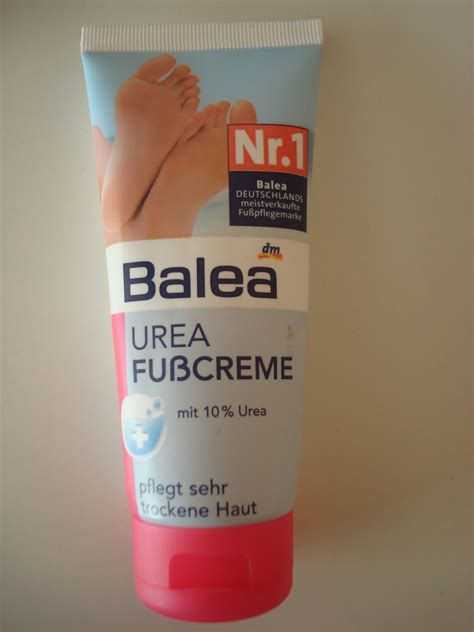 Nr.1
Balea
DEUTSCHLANDS
meistverkaufte
Fußpflegemarke
dm
Balea
UREA
FUßCREME
mit 10% Urea
pflegt sehr
trockene Haut